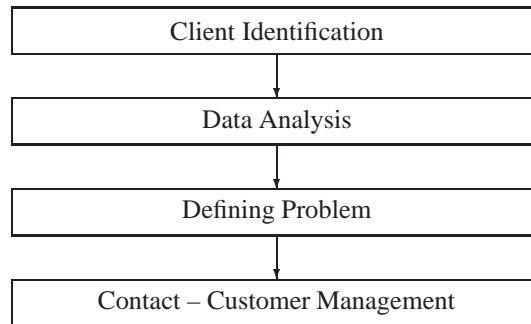 Client Identification
Data Analysis
Defining Problem
Contact – Customer Management